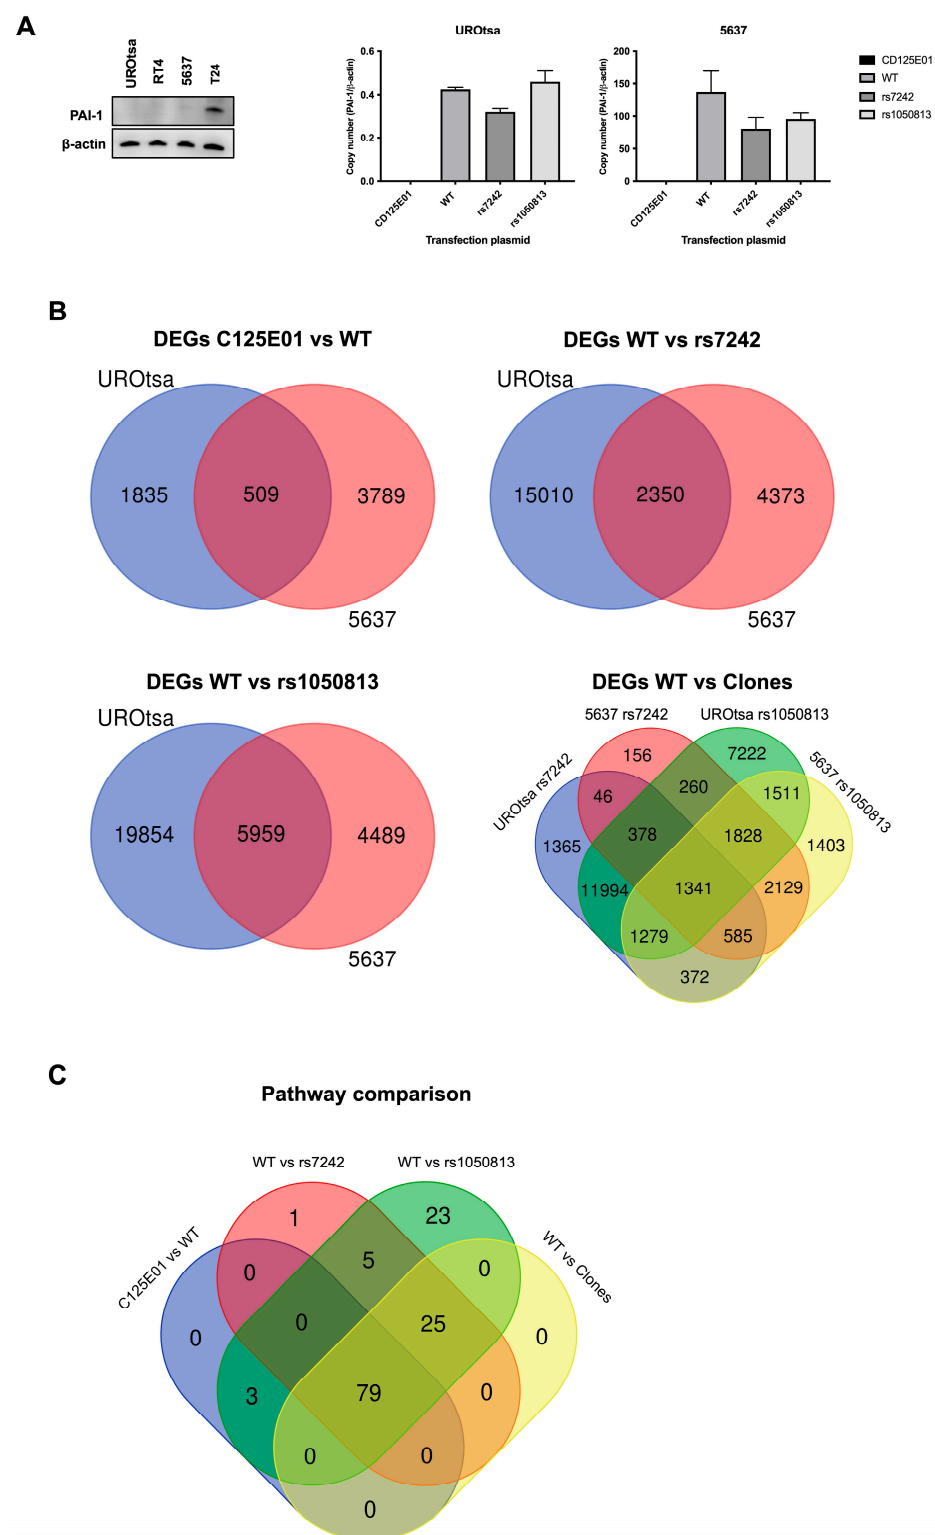 A
UROtsa
RT4
5637
T24
PAI-1
β-actin
UROtsa
Copy number (PAI-1/β-actin)
0.6
0.4
0.2
0.0
CD125E01
WT
rs7242
rs1050813
Transfection plasmid
5637
Copy number (PAI-1/β-actin)
200
150
100
50
0
CD125E01
WT
rs7242
rs1050813
Transfection plasmid
CD125E01
WT
rs7242
rs1050813
B
DEGs C125E01 vs WT
UROtsa
1835
509
3789
5637
DEGs WT vs rs7242
UROtsa
15010
2350
4373
5637
DEGs WT vs rs1050813
UROtsa
19854
5959
4489
5637
DEGs WT vs Clones
5637 rs7242
UROtsa rs1050813
UROtsa rs7242
5637 rs1050813
156
7222
46
260
1511
1365
378
1828
1403
11994
1341
2129
1279
585
372
C
Pathway comparison
WT vs rs7242
WT vs rs1050813
C125E01 vs WT
WT vs Clones
1
23
0
5
0
0
0
25
0
3
79
0
0
0
0